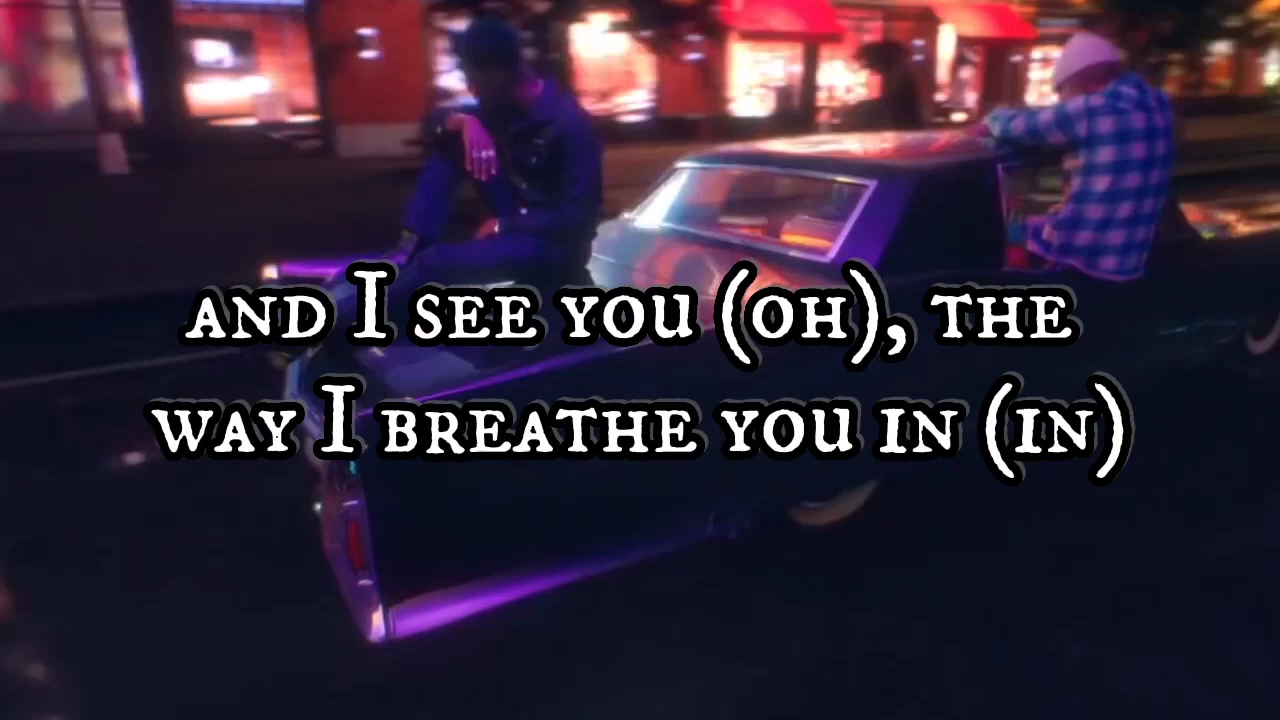 and I see you (oh), the
way I breathe you in (in)